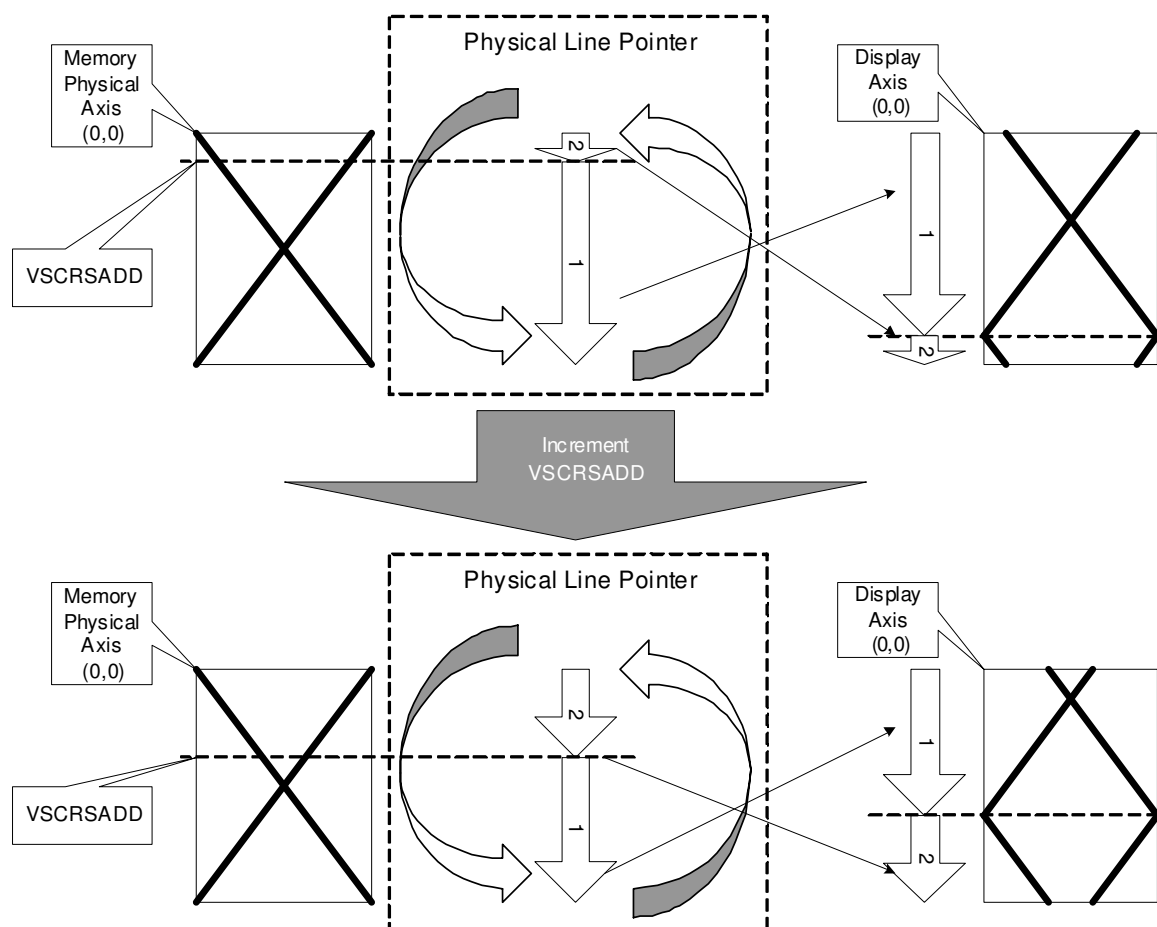 Physical Line Pointer
Memory
Physical
Axis
(0,0)
Display
Axis
(0,0)
2
1
1
2
VSCRSADD
Increment
VSCRSADD
Physical Line Pointer
Memory
Physical
Axis
(0,0)
Display
Axis
(0,0)
2
1
1
2
VSCRSADD